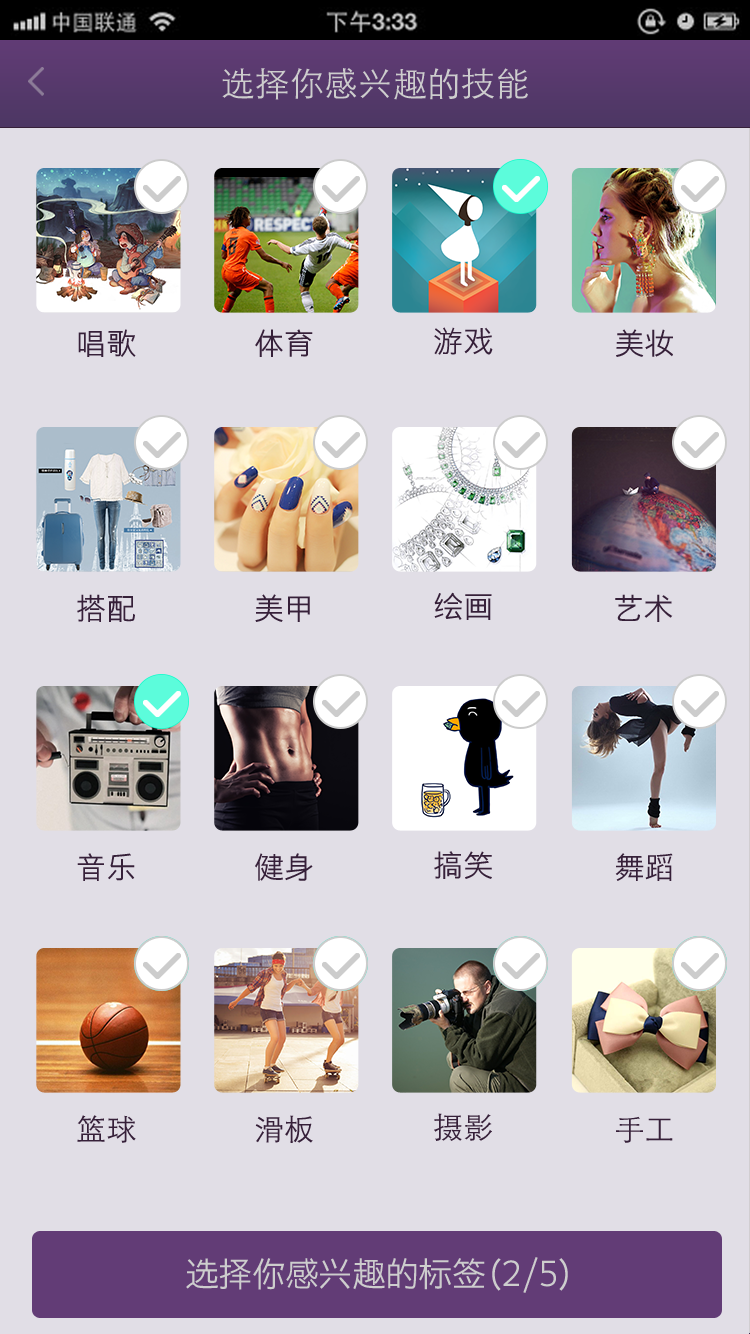 中国联通 下午3:33
选择你感兴趣的技能
RESPECT
唱歌 体育 游戏 美妆
搭配 美甲 绘画 艺术
音乐 健身 搞笑 舞蹈
篮球 滑板 摄影 手工
选择你感兴趣的标签(2/5)